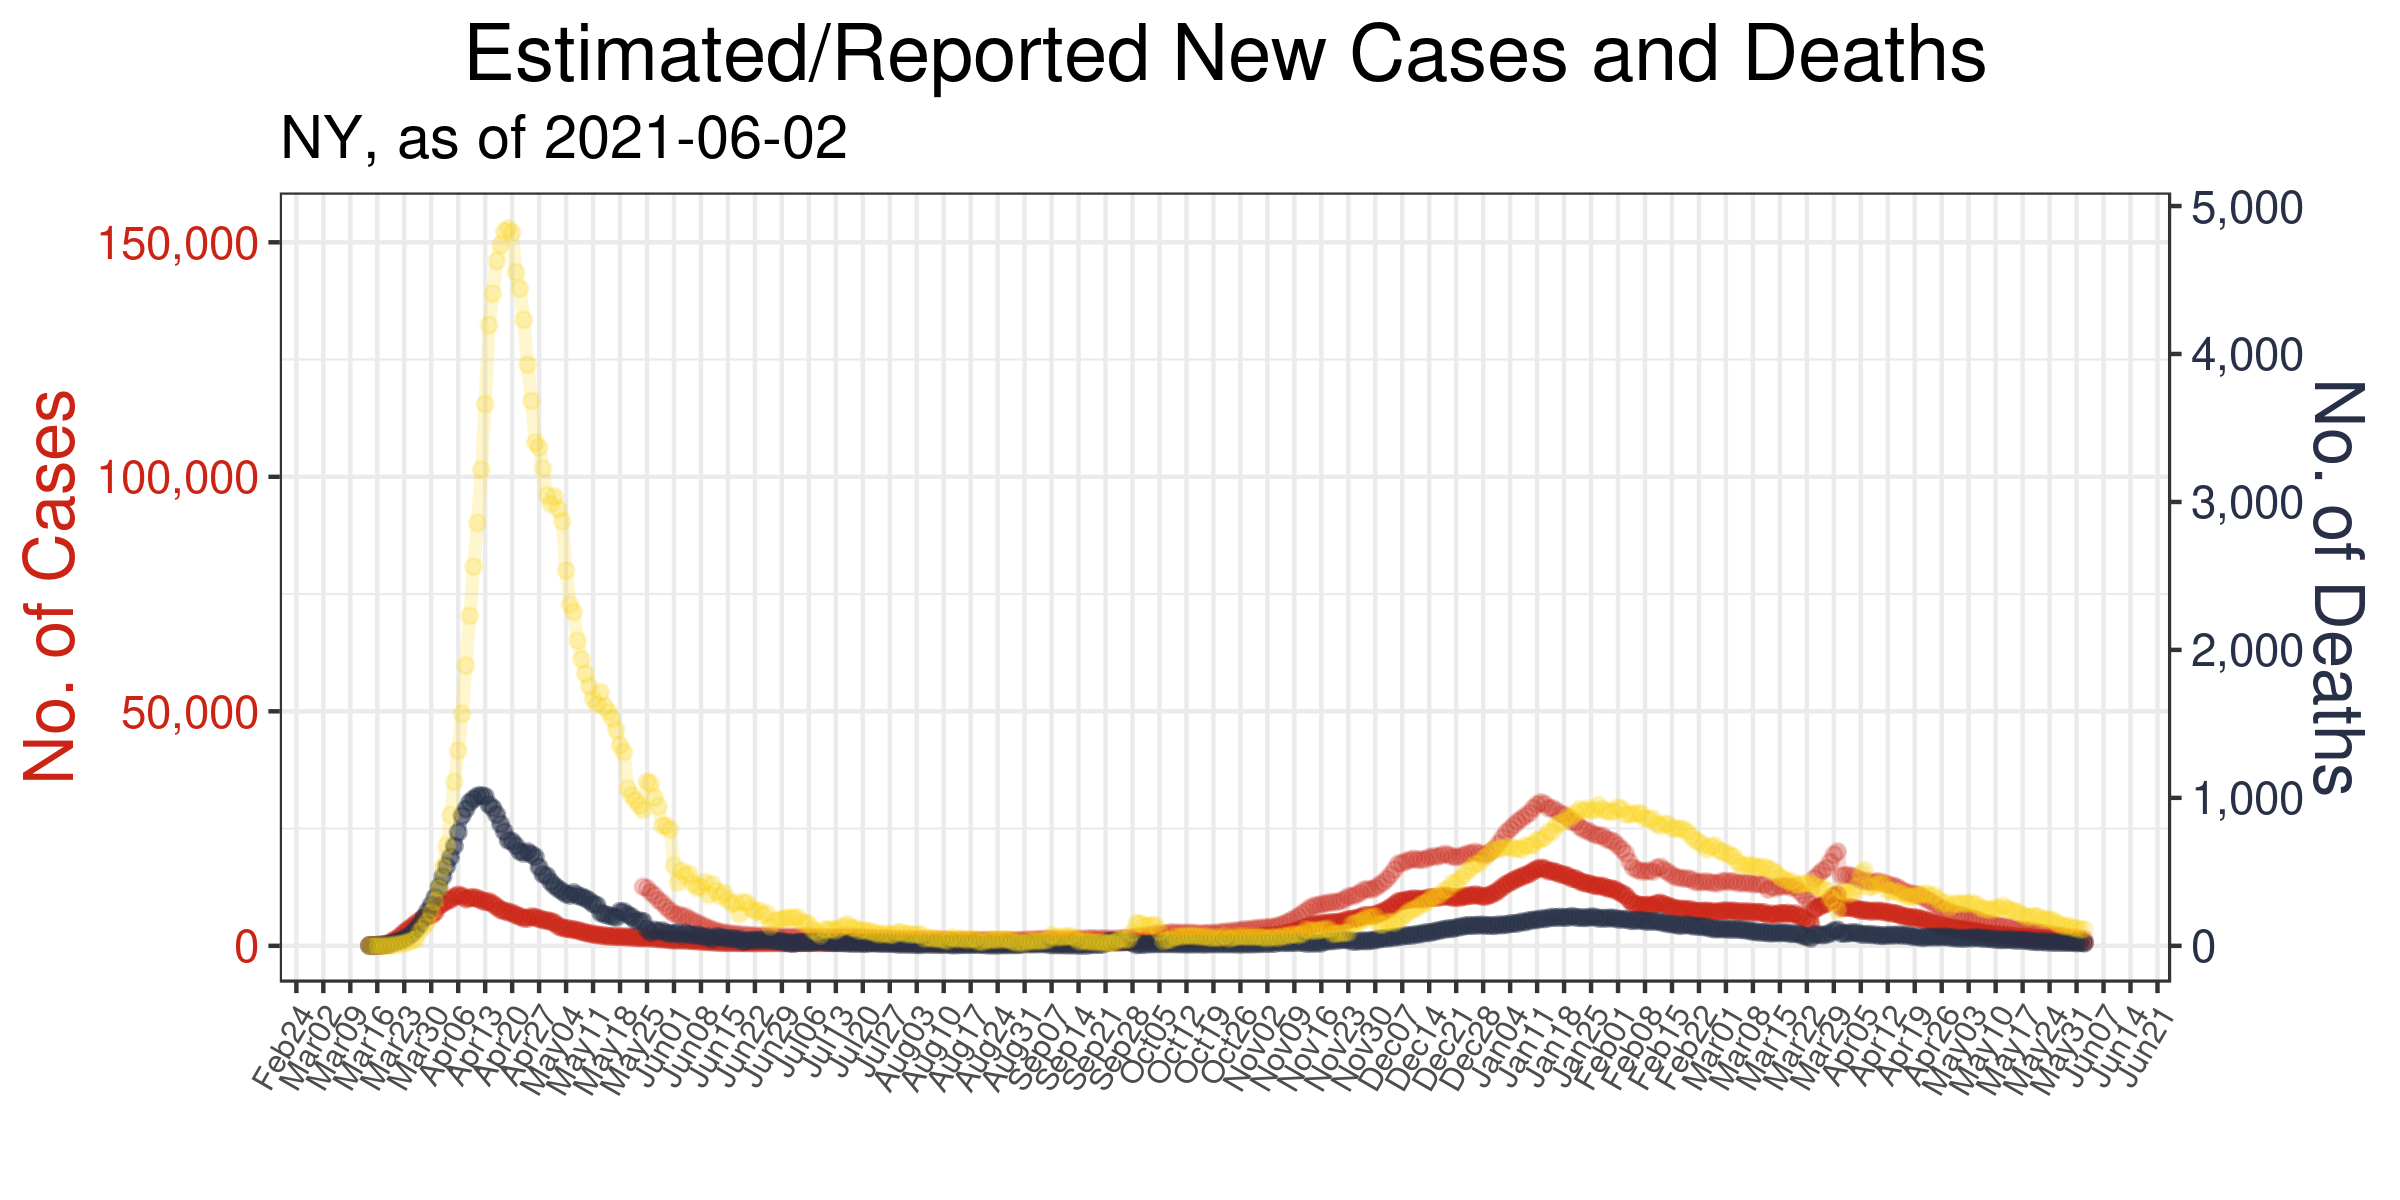 Estimated/Reported New Cases and Deaths
NY, as of 2021-06-02
No. of Cases
150,000
100,000
50,000
0
5,000
4,000
3,000
2,000
1,000
0
No. of Deaths
Feb24
Mar02
Mar09
Mar16
Mar23
Mar30
Apr06
Apr13
Apr20
Apr27
May04
May11
May18
May25
Jun01
Jun08
Jun15
Jun22
Jun29
Jul06
Jul13
Jul20
Jul27
Aug03
Aug10
Aug17
Aug24
Aug31
Sep07
Sep14
Sep21
Sep28
Oct05
Oct12
Oct19
Oct26
Nov02
Nov09
Nov16
Nov23
Nov30
Dec07
Dec14
Dec21
Dec28
Jan04
Jan11
Jan18
Jan25
Feb01
Feb08
Feb15
Feb22
Mar01
Mar08
Mar15
Mar22
Mar29
Apr05
Apr12
Apr19
Apr26
May03
May10
May17
May24
May31
Jun07
Jun14
Jun21